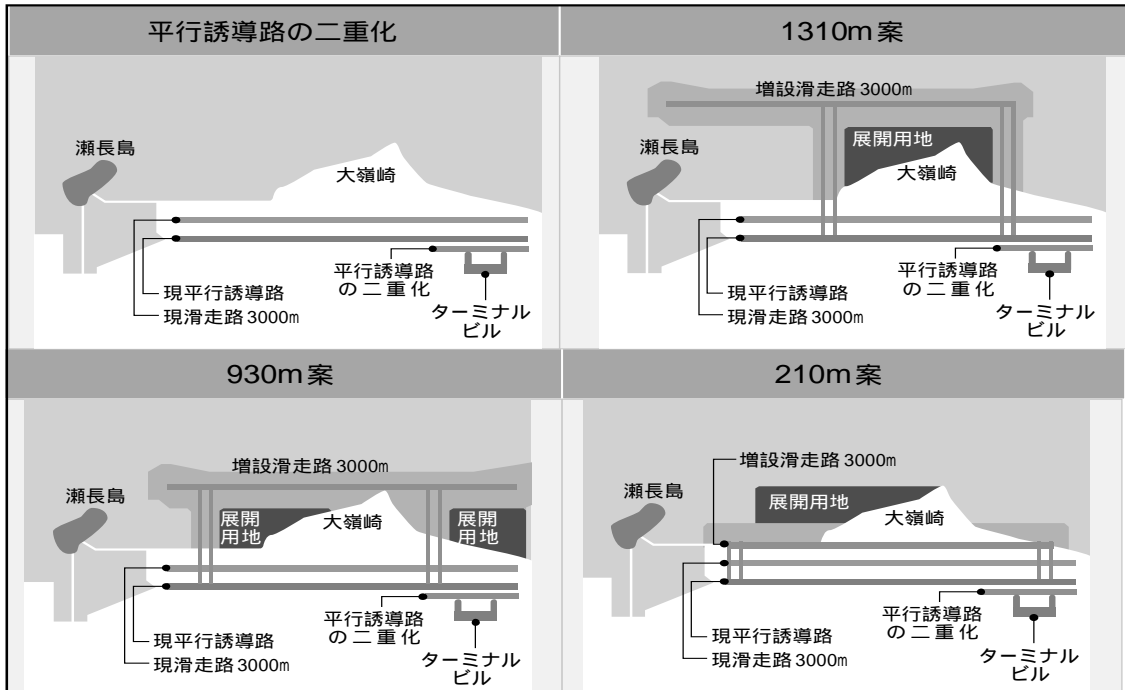 平行誘導路の二重化
瀬長島
大嶺崎
平行誘導路
の二重化
現平行誘導路
現滑走路3000m
ターミナル
ビル
1310m案
増設滑走路3000m
展開用地
瀬長島
大嶺崎
平行誘導路
の二重化
現平行誘導路
現滑走路3000m
ターミナル
ビル
930m案
増設滑走路3000m
瀬長島
展開
用地
大嶺崎
展開
用地
平行誘導路
の二重化
現平行誘導路
現滑走路3000m
ターミナル
ビル
210m案
増設滑走路3000m
瀬長島
展開用地
大嶺崎
平行誘導路
の二重化
現平行誘導路
現滑走路3000m
ターミナル
ビル